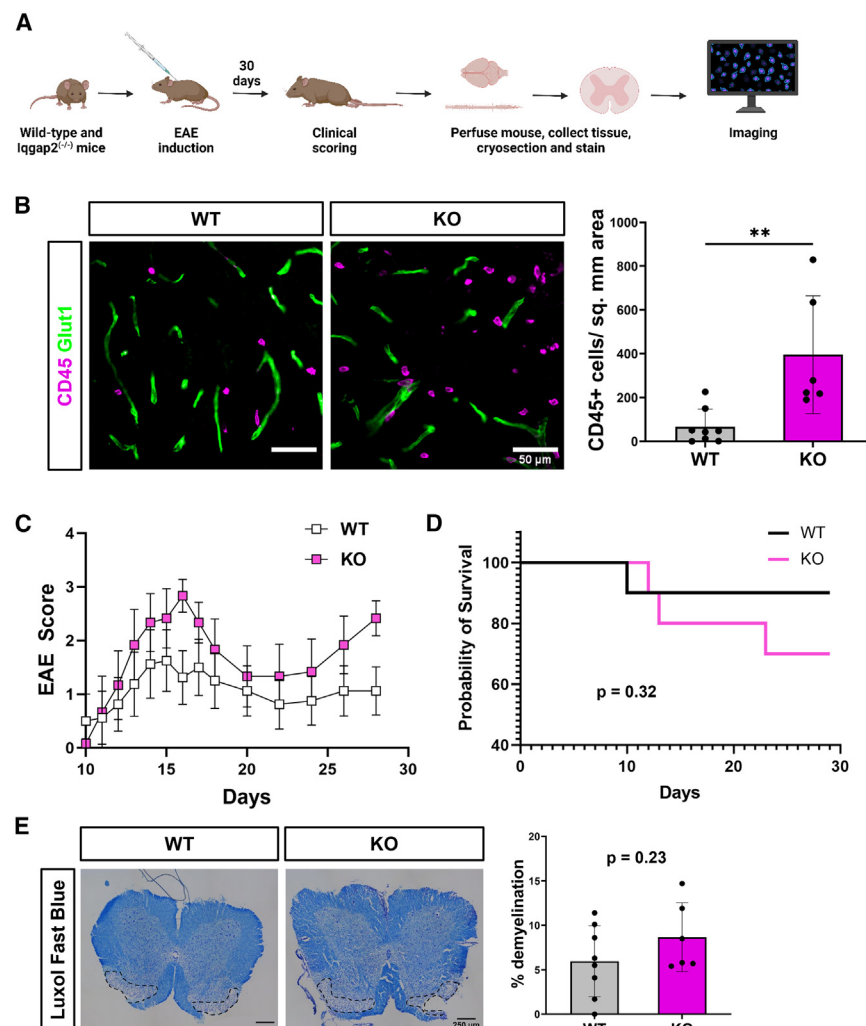 A
30
days
Wild-type and
Iqgap2(-/-) mice
EAE
induction
Clinical
scoring
Perfuse mouse, collect tissue,
cryosection and stain
Imaging
B
WT
KO
CD45 Glut1
50 µm
CD45+ cells/ sq. mm area
1000
800
600
400
200
0
**
WT
KO
C
EAE Score
4
3
2
1
0
WT
KO
10
15
20
25
30
Days
D
Probability of Survival
100
80
60
40
WT
KO
p = 0.32
0
10
20
30
Days
E
WT
KO
Luxol Fast Blue
250 µm
% demyelination
20
15
10
5
0
p = 0.23
WT
KO